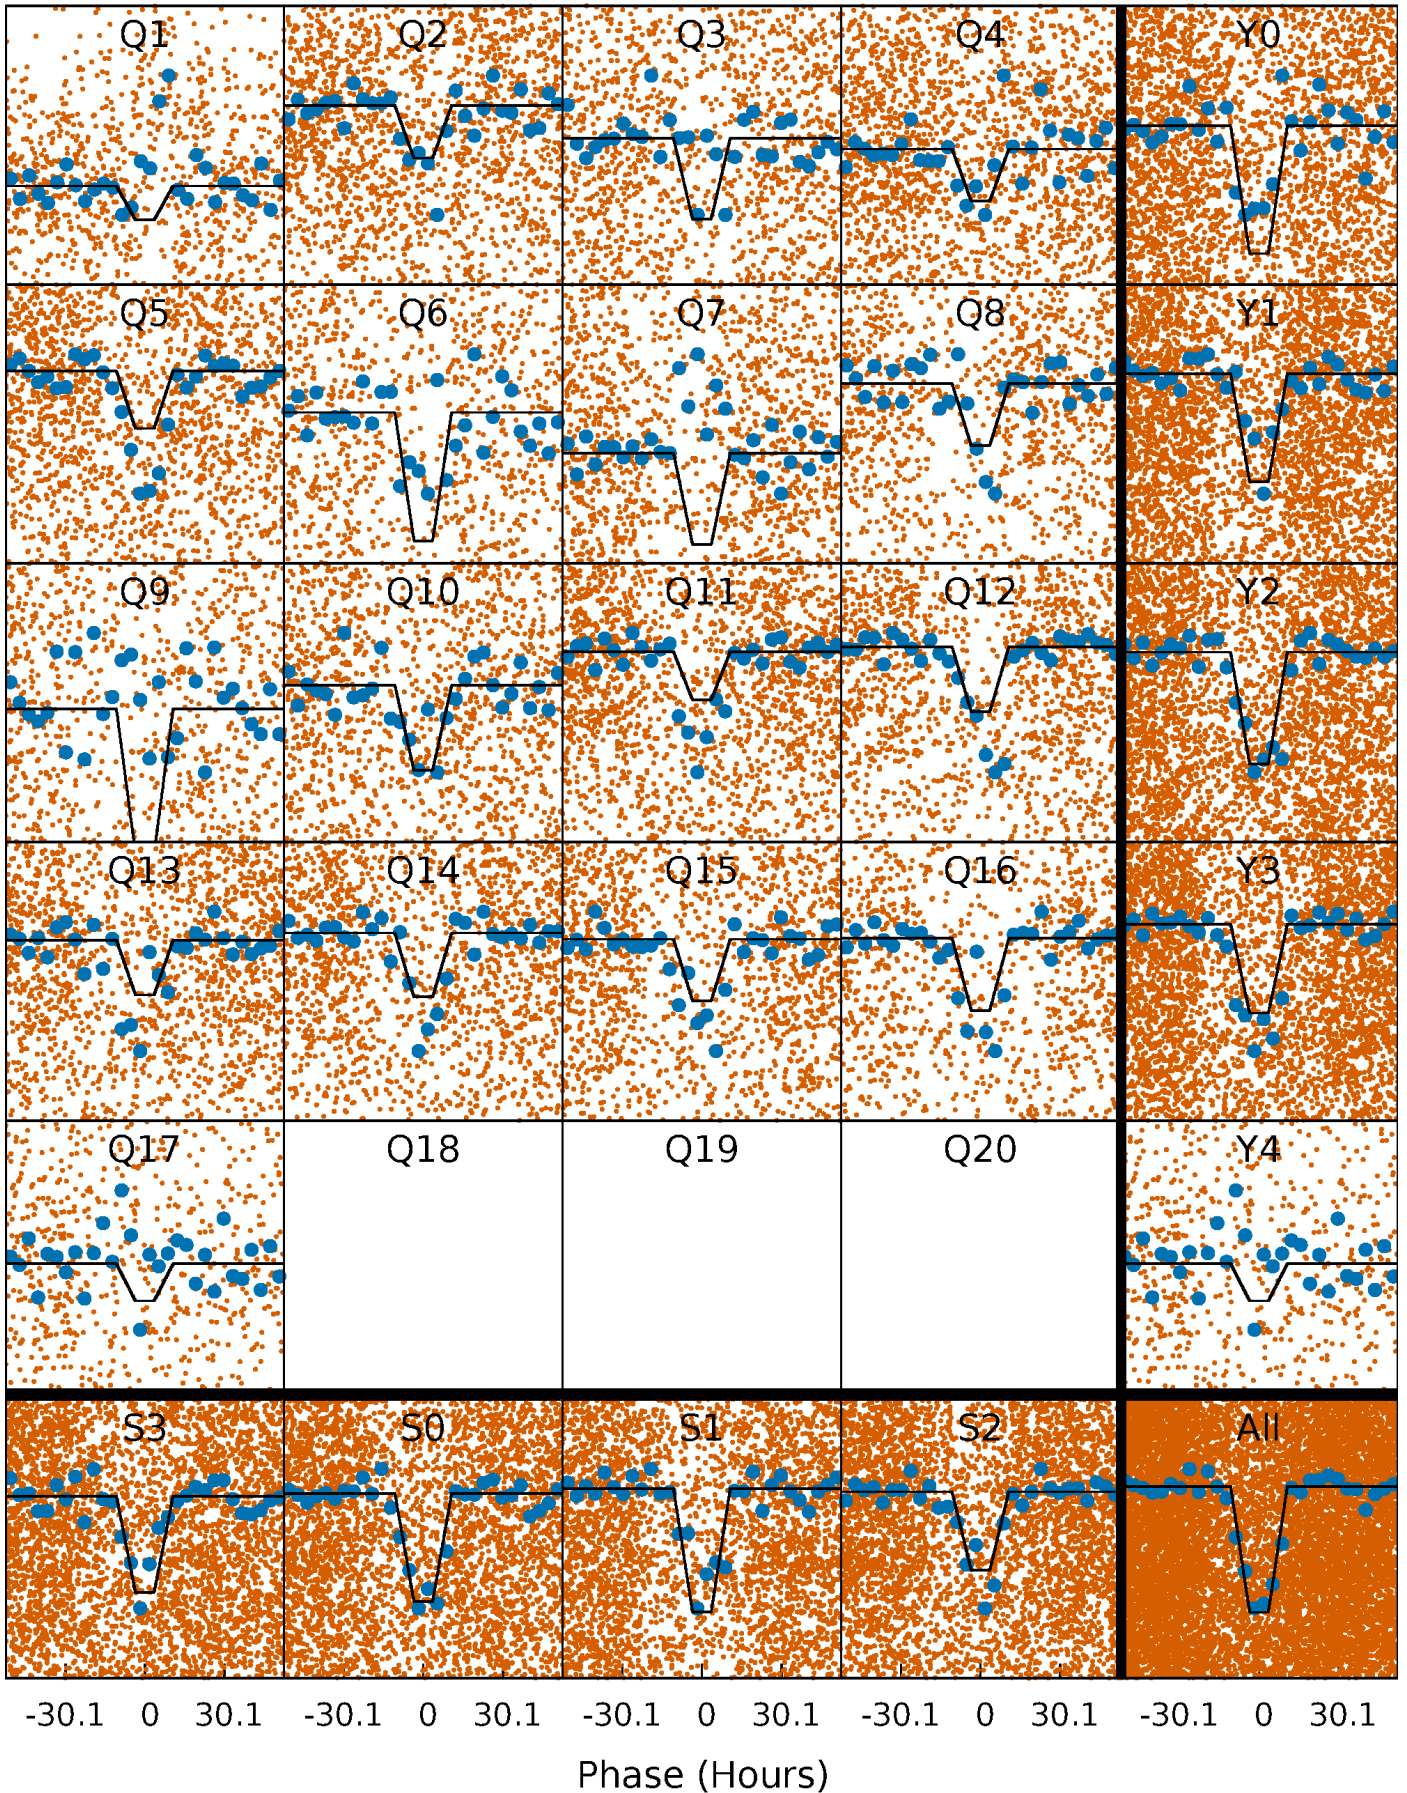 Q1 Q2 Q3 Q4 Y0
Q5 Q6 Q7 Q8 Y1
Q9 Q10 Q11 Q12 Y2
Q13 Q14 Q15 Q16 Y3
Q17 Q18 Q19 Q20 Y4
S3 S0 S1 S2 All
-30.1 0 30.1 -30.1 0 30.1 -30.1 0 30.1 -30.1 0 30.1 -30.1 0 30.1
Phase (Hours)